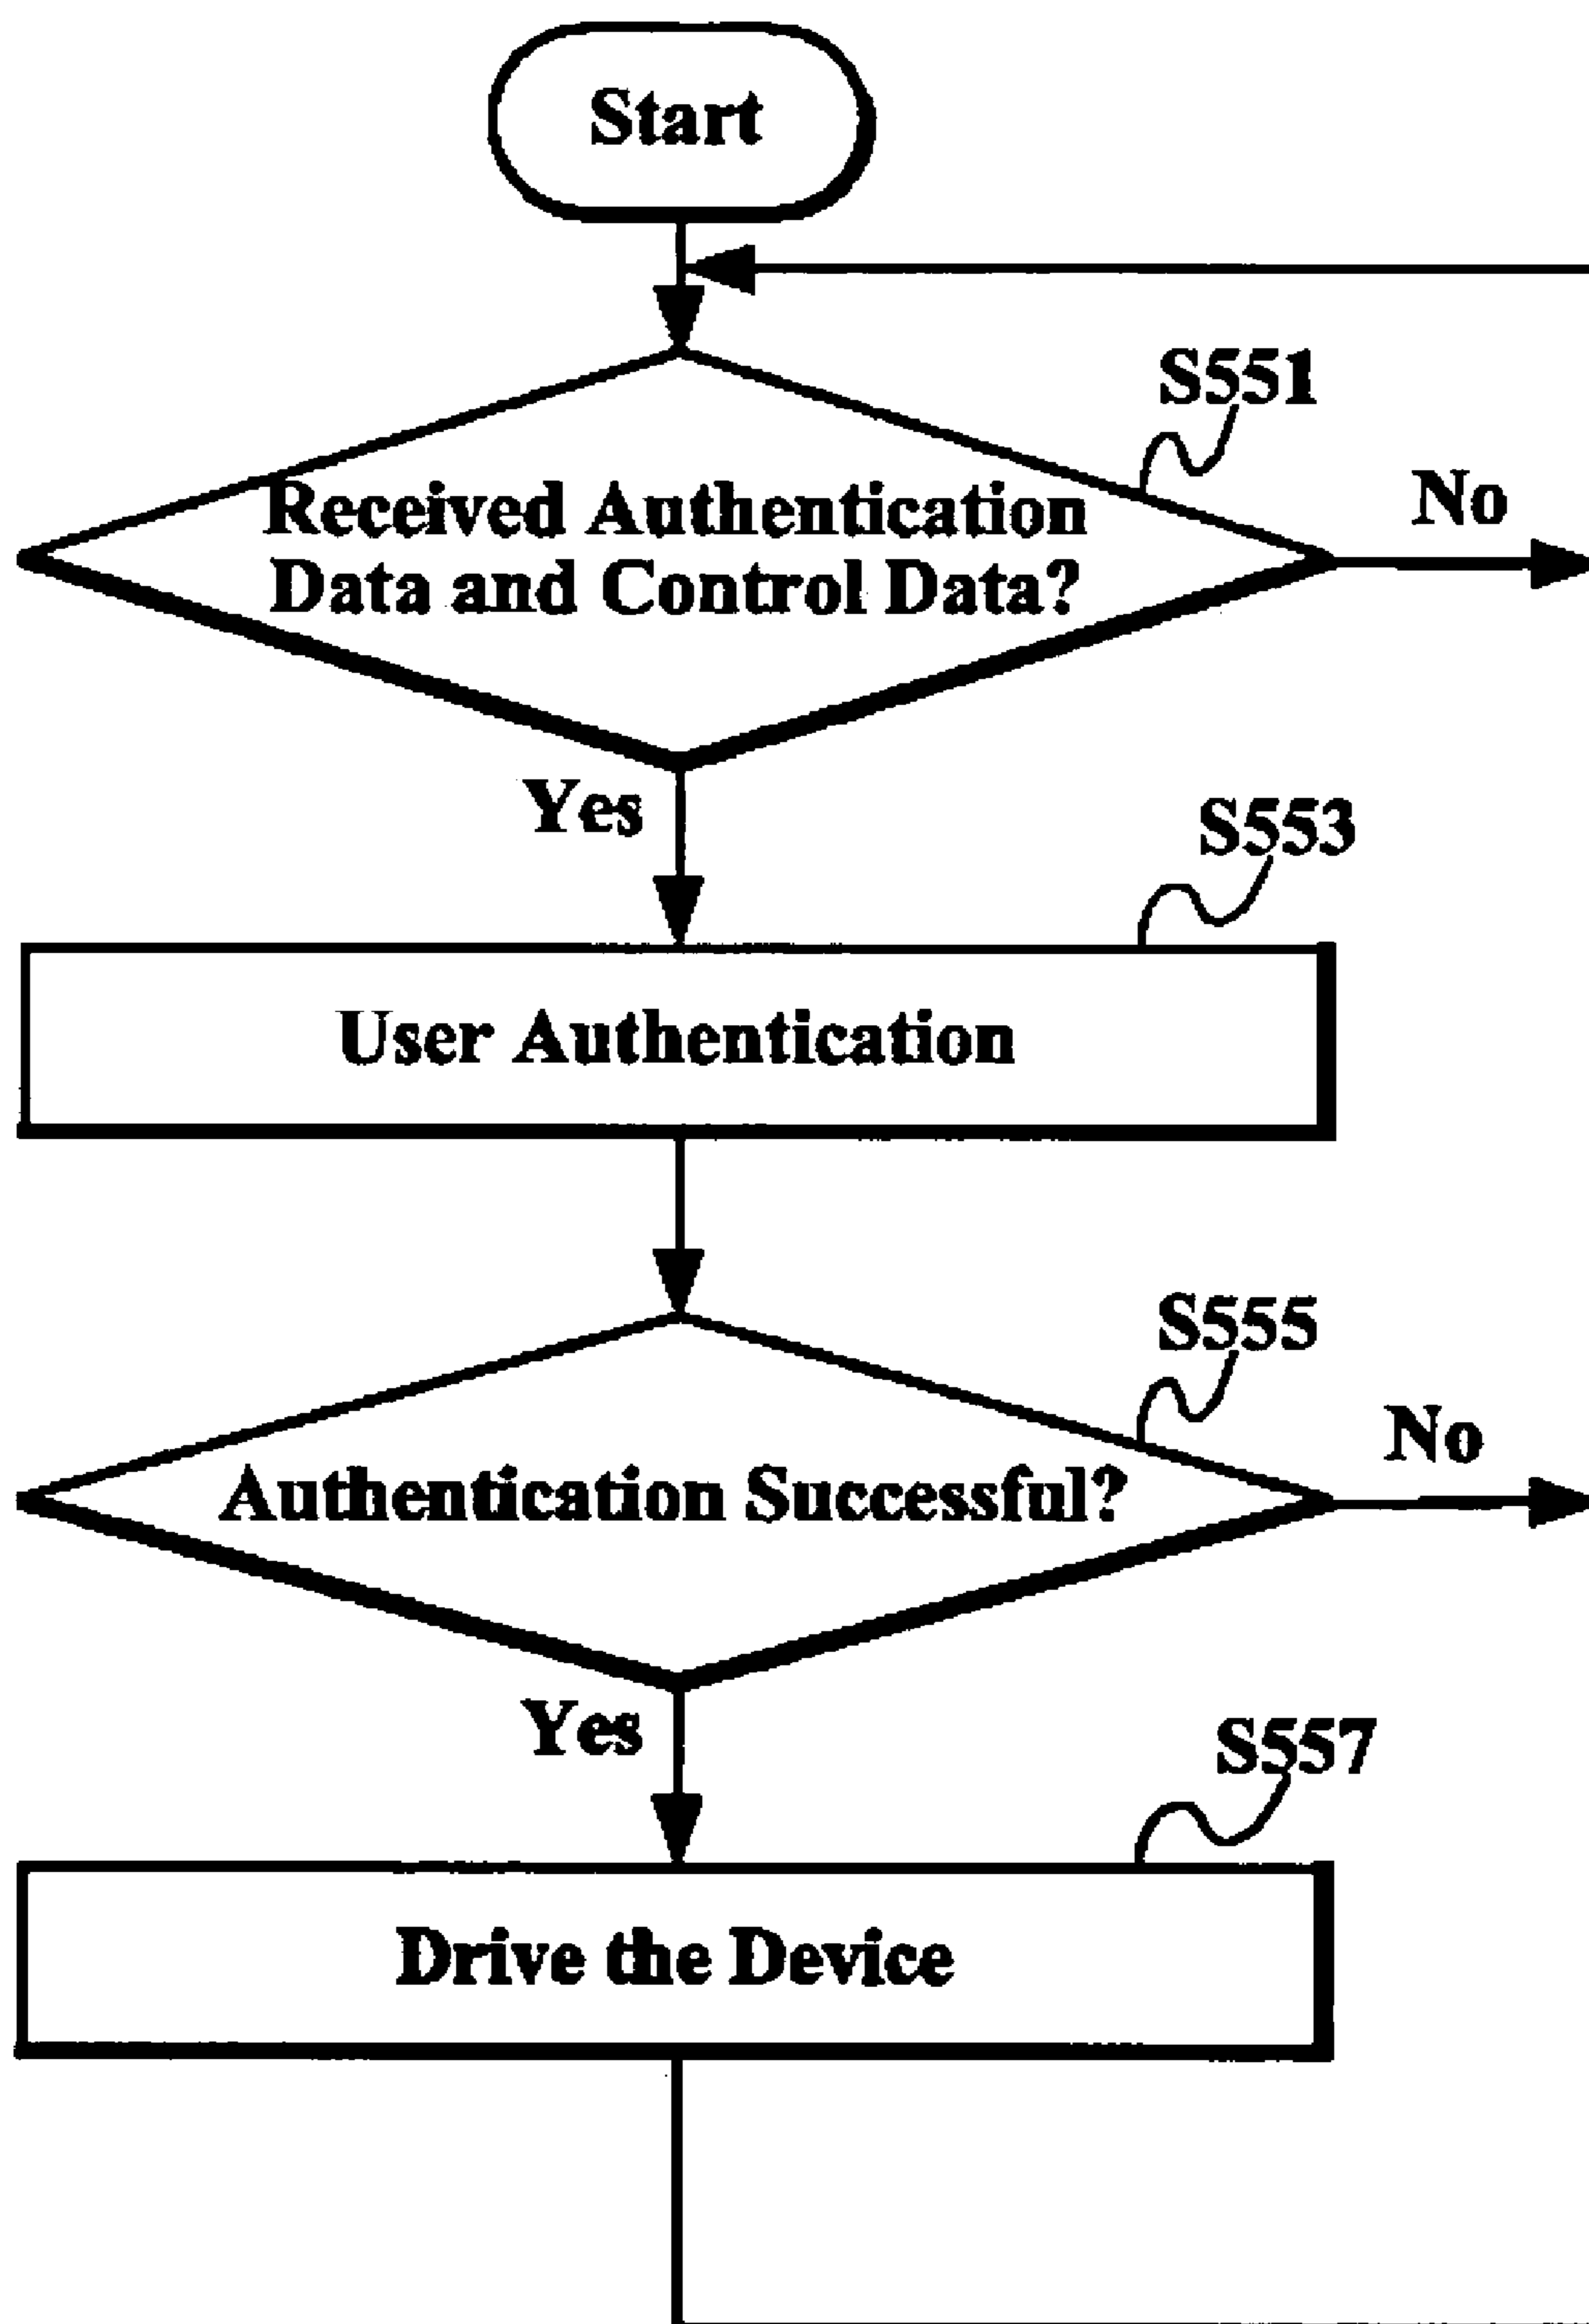 Start
S551
Received Authentication
Data and Control Data?
No
Yes
S553
User Authentication
S555
Authentication Successful?
No
Yes
S557
Drive the Device